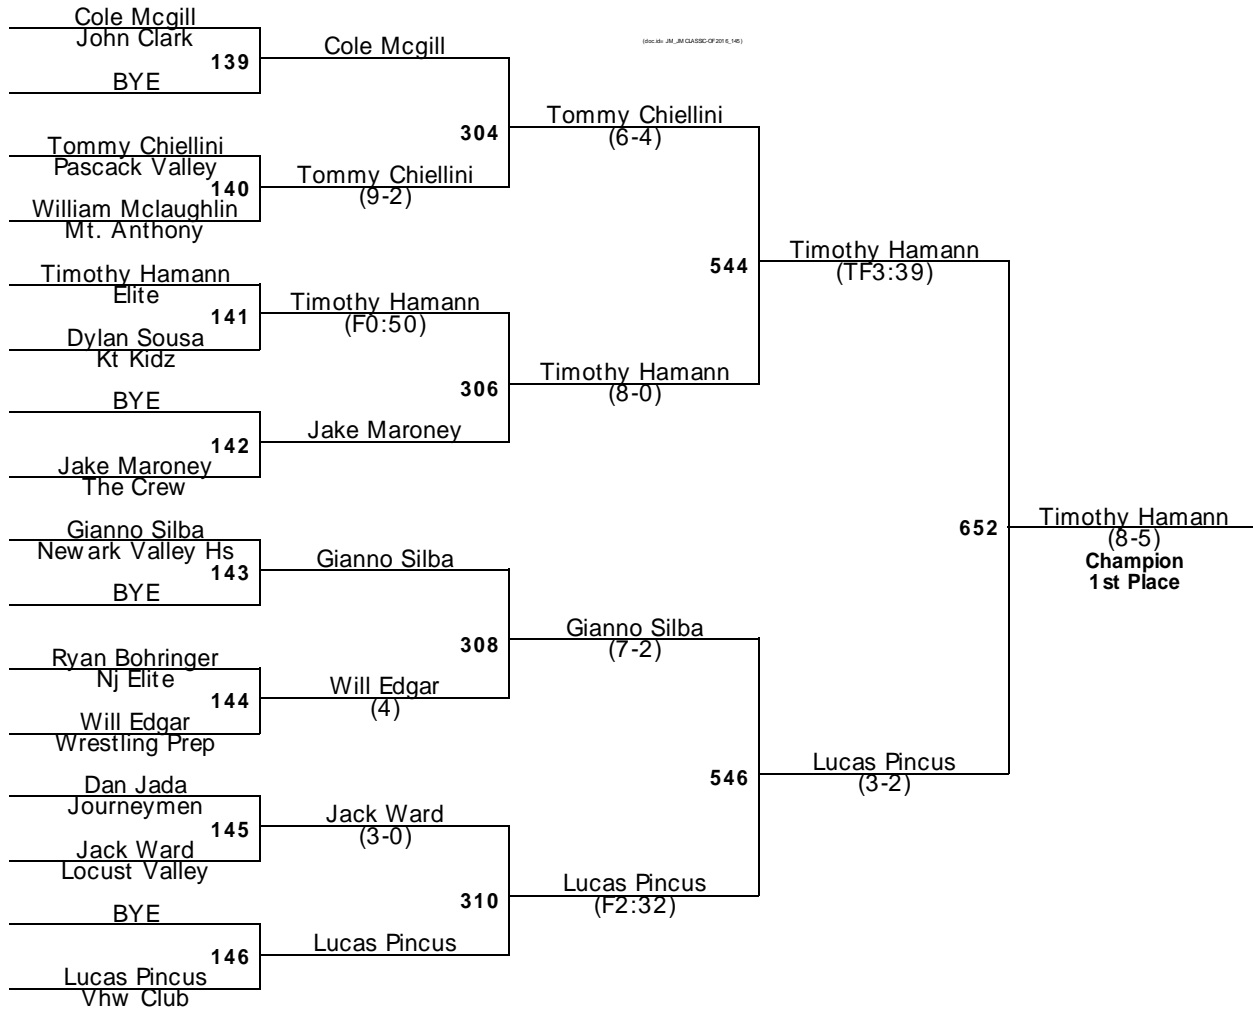 Cole Mcgill
John Clark
139
BYE
Cole Mcgill
(doc.id= JM_JM CLASSIC-OF 2016_145)
Tommy Chiellini
Pascack Valley
140
William Mclaughlin
Mt. Anthony
Tommy Chiellini
(9-2)
304
Tommy Chiellini
(6-4)
Timothy Hamann
Elite
141
Dylan Sousa
Kt Kidz
Timothy Hamann
(F0:50)
BYE
142
Jake Maroney
The Crew
Jake Maroney
306
Timothy Hamann
(8-0)
544
Timothy Hamann
(TF3:39)
Gianno Silba
Newark Valley Hs
143
BYE
Gianno Silba
Ryan Bohringer
Nj Elite
144
Will Edgar
Wrestling Prep
Will Edgar
(4)
308
Gianno Silba
(7-2)
Dan Jada
Journeymen
145
Jack Ward
Locust Valley
Jack Ward
(3-0)
BYE
146
Lucas Pincus
Vhw Club
Lucas Pincus
310
Lucas Pincus
(F2:32)
546
Lucas Pincus
(3-2)
652
Timothy Hamann
(8-5)
Champion
1st Place